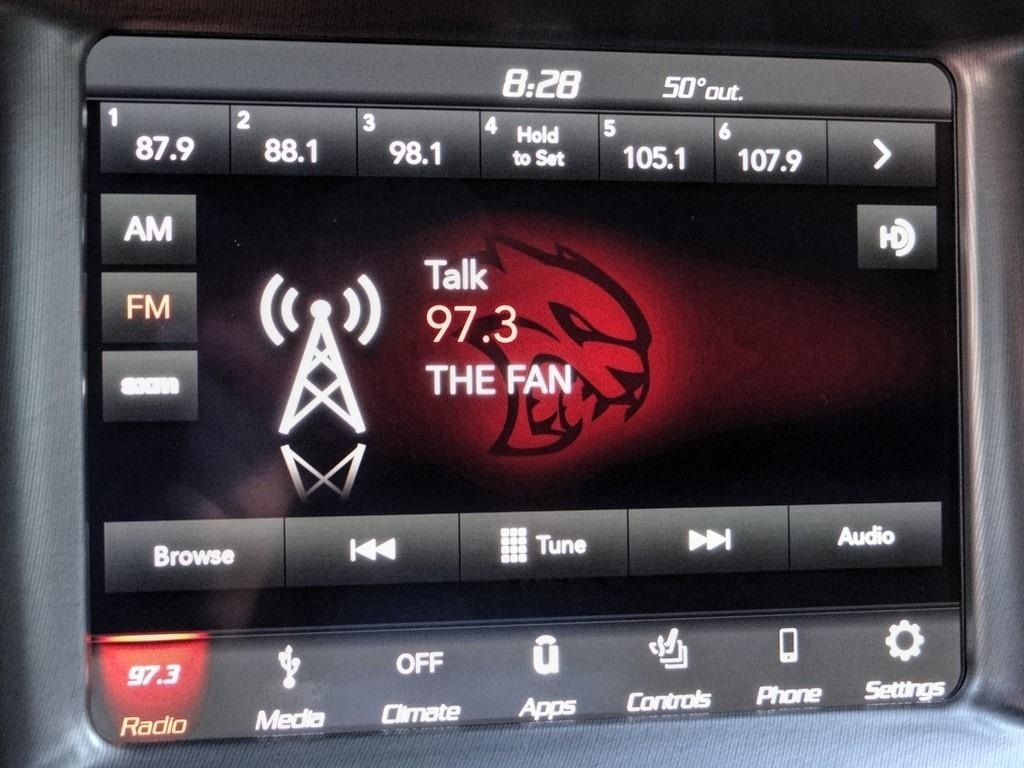 8:28 50°out.
1 87.9 2 88.1 3 98.1 4 Hold to Set 5 105.1 6 107.9
AM
HD
FM
sxm
Talk
97.3
THE FAN
Browse Tune Audio
97.3 OFF
Radio Media Climate Apps Controls Phone Settings